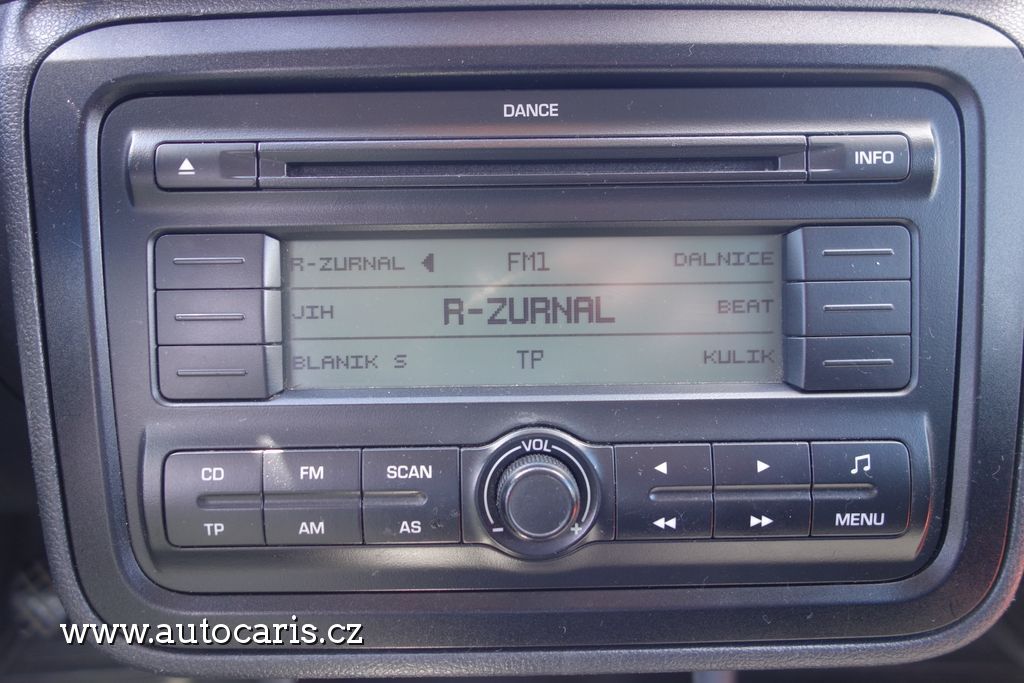 DANCE
INFO
R-ZURNAL FM1 DALNICE
JIH R-ZURNAL BEAT
BLANIK S TP KULIK
VOL
CD FM SCAN
- +
TP AM AS MENU
www.autocaris.cz